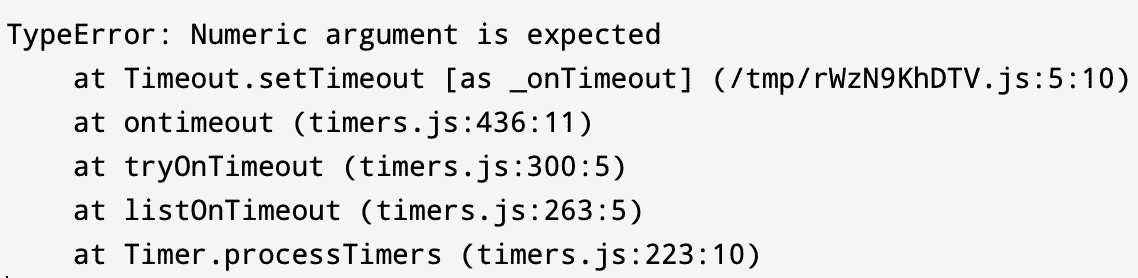 TypeError: Numeric argument is expected
    at Timeout.setTimeout [as _onTimeout] (/tmp/rWzN9KhDTV.js:5:10)
    at ontimeout (timers.js:436:11)
    at tryOnTimeout (timers.js:300:5)
    at listOnTimeout (timers.js:263:5)
    at Timer.processTimers (timers.js:223:10)